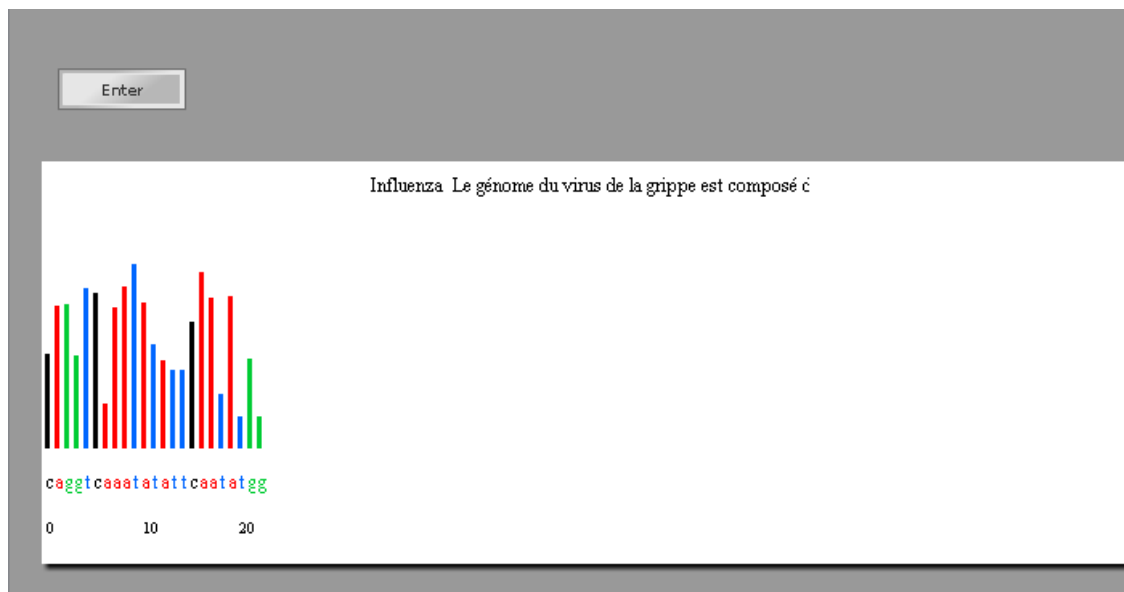 Enter
Influenza Le génome du virus de la grippe est composé
caggtcaaatatattcaatatgg
0 10 20